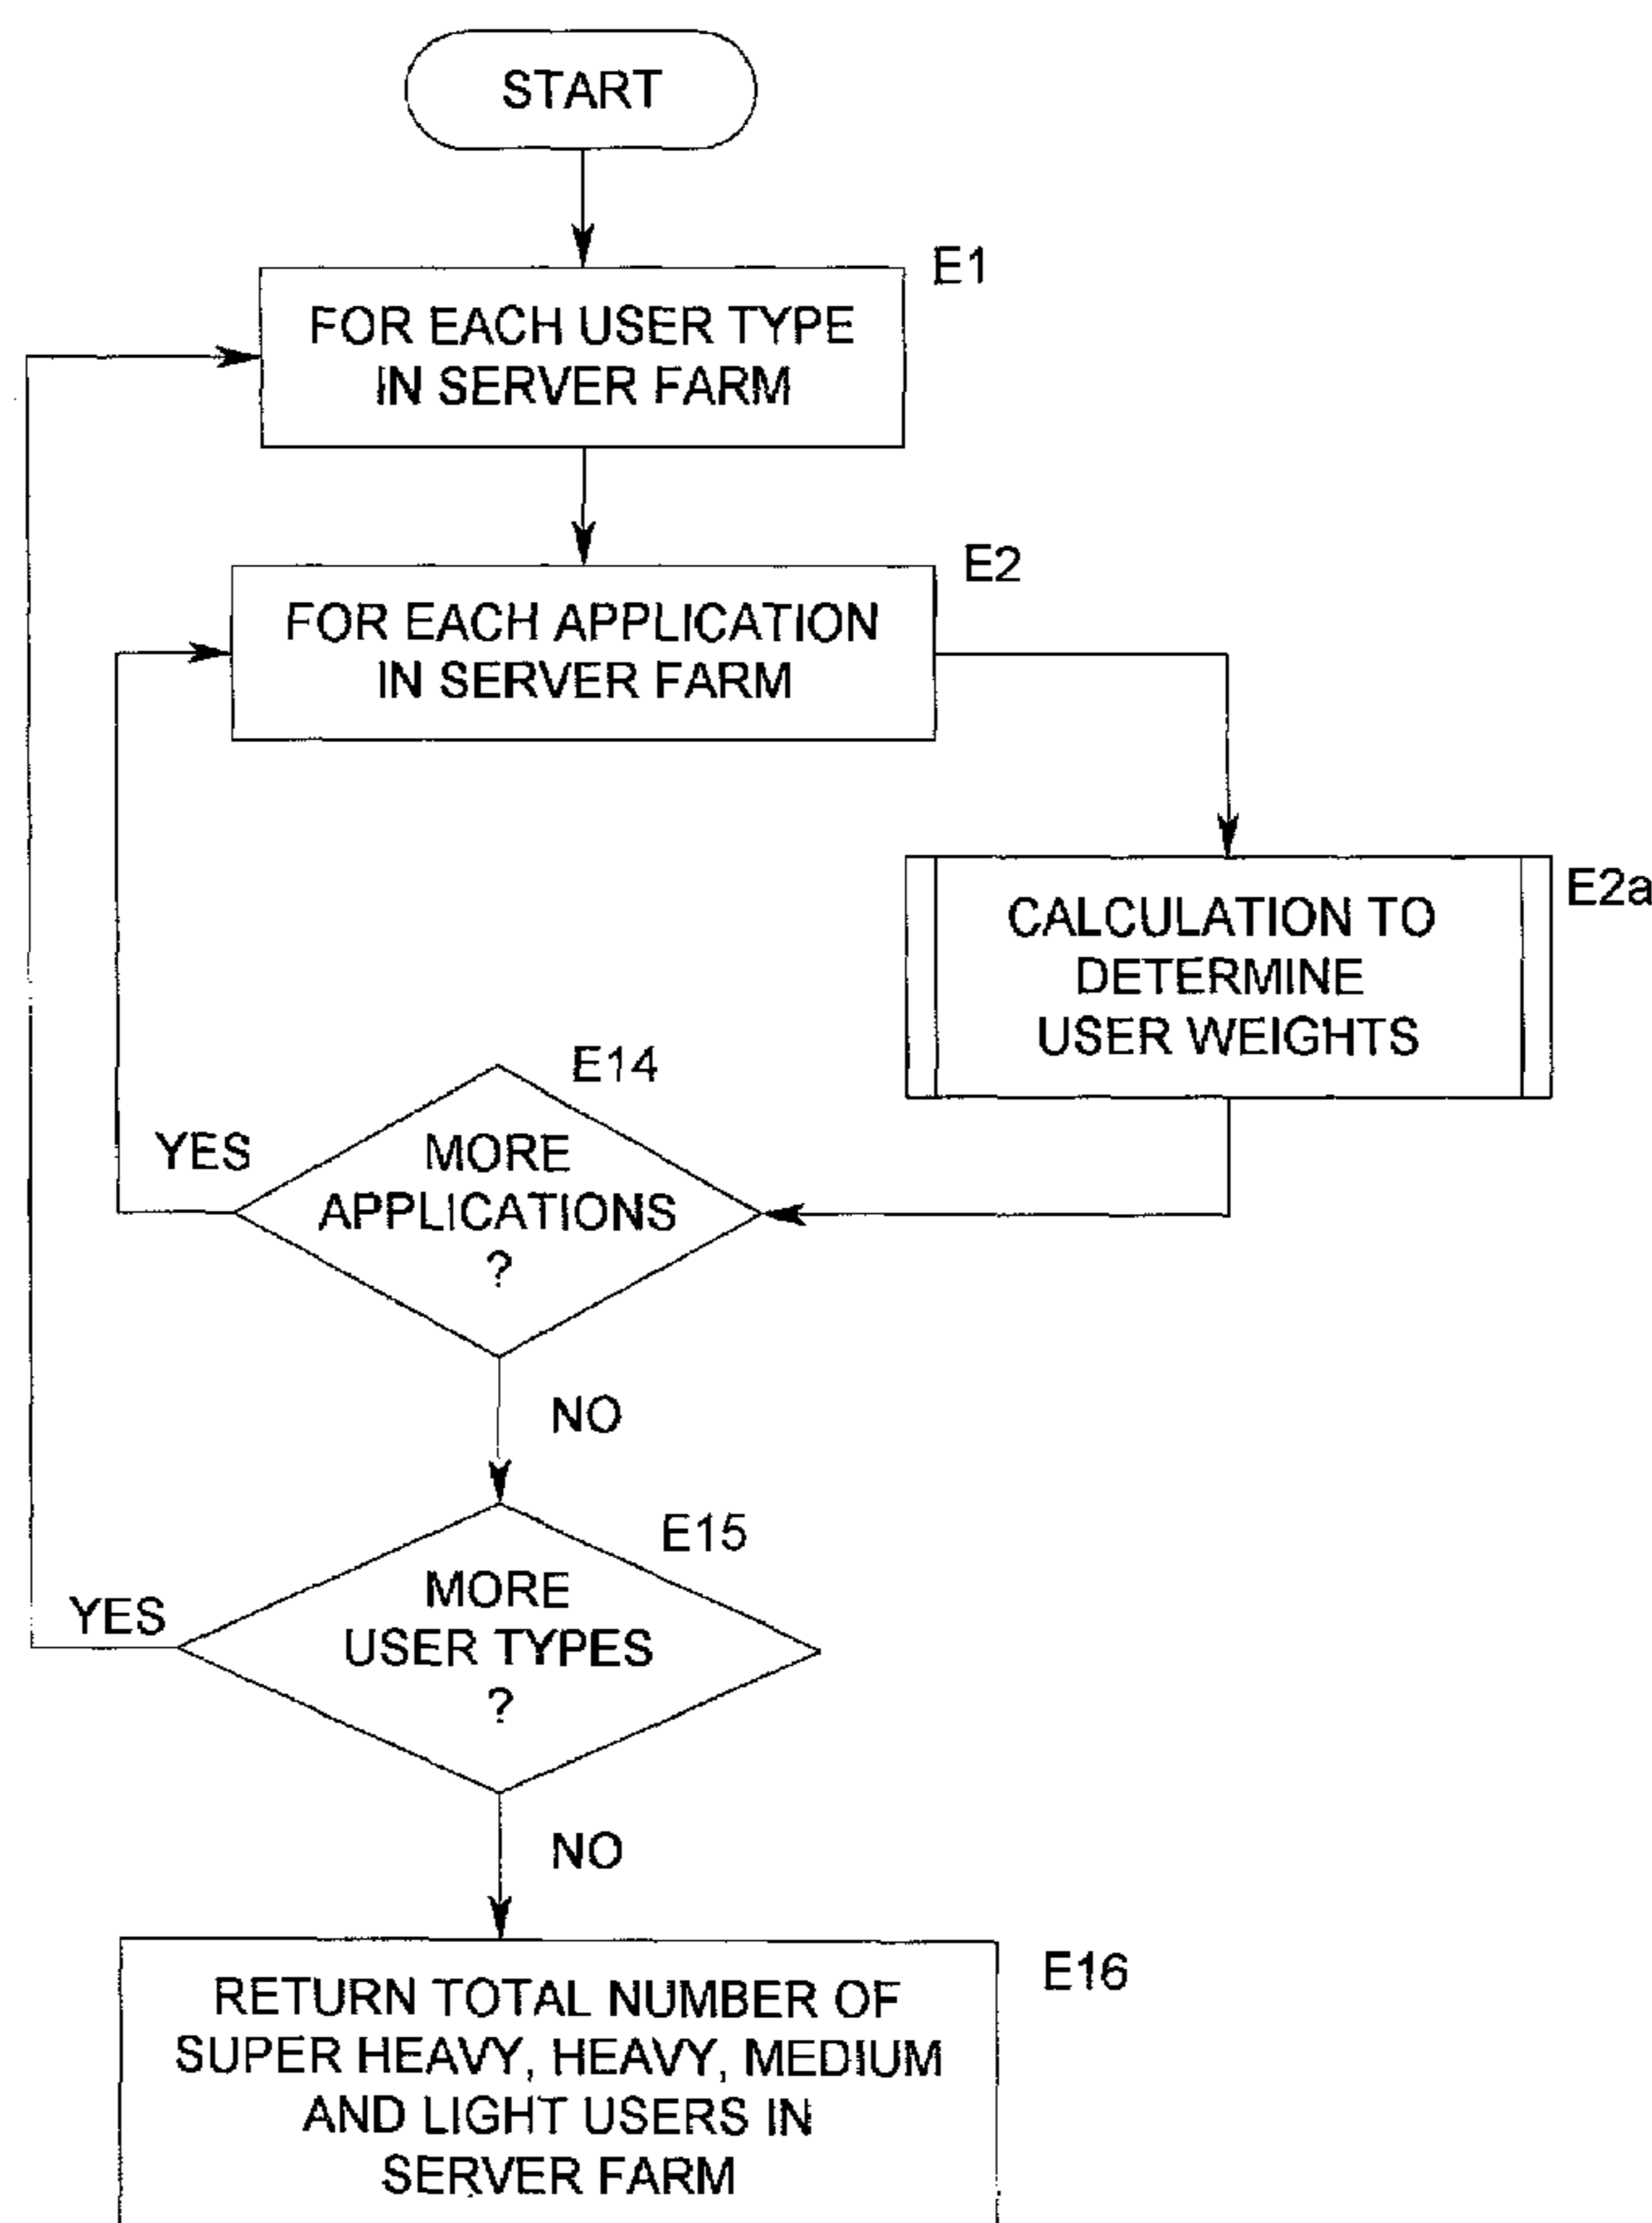 START
E1
FOR EACH USER TYPE
IN SERVER FARM
E2
FOR EACH APPLICATION
IN SERVER FARM
E2a
CALCULATION TO
DETERMINE
USER WEIGHTS
E14
YES
MORE
APPLICATIONS
?
NO
E15
YES
MORE
USER TYPES
?
NO
E16
RETURN TOTAL NUMBER OF
SUPER HEAVY, HEAVY, MEDIUM
AND LIGHT USERS IN
SERVER FARM